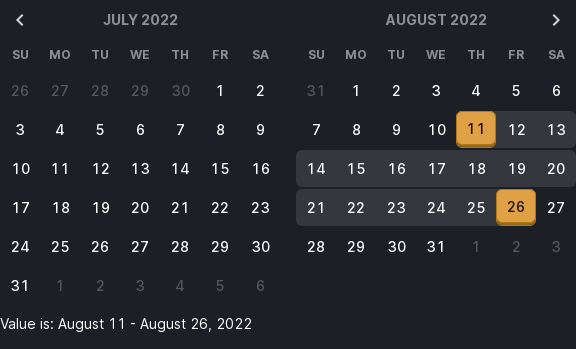 JULY 2022 AUGUST 2022
SU MO TU WE TH FR SA SU MO TU WE TH FR SA
26 27 28 29 30 1 2 31 1 2 3 4 5 6
3 4 5 6 7 8 9 7 8 9 10 11 12 13
10 11 12 13 14 15 16 14 15 16 17 18 19 20
17 18 19 20 21 22 23 21 22 23 24 25 26 27
24 25 26 27 28 29 30 28 29 30 31 1 2 3
31 1 2 3 4 5 6
Value is: August 11 - August 26, 2022